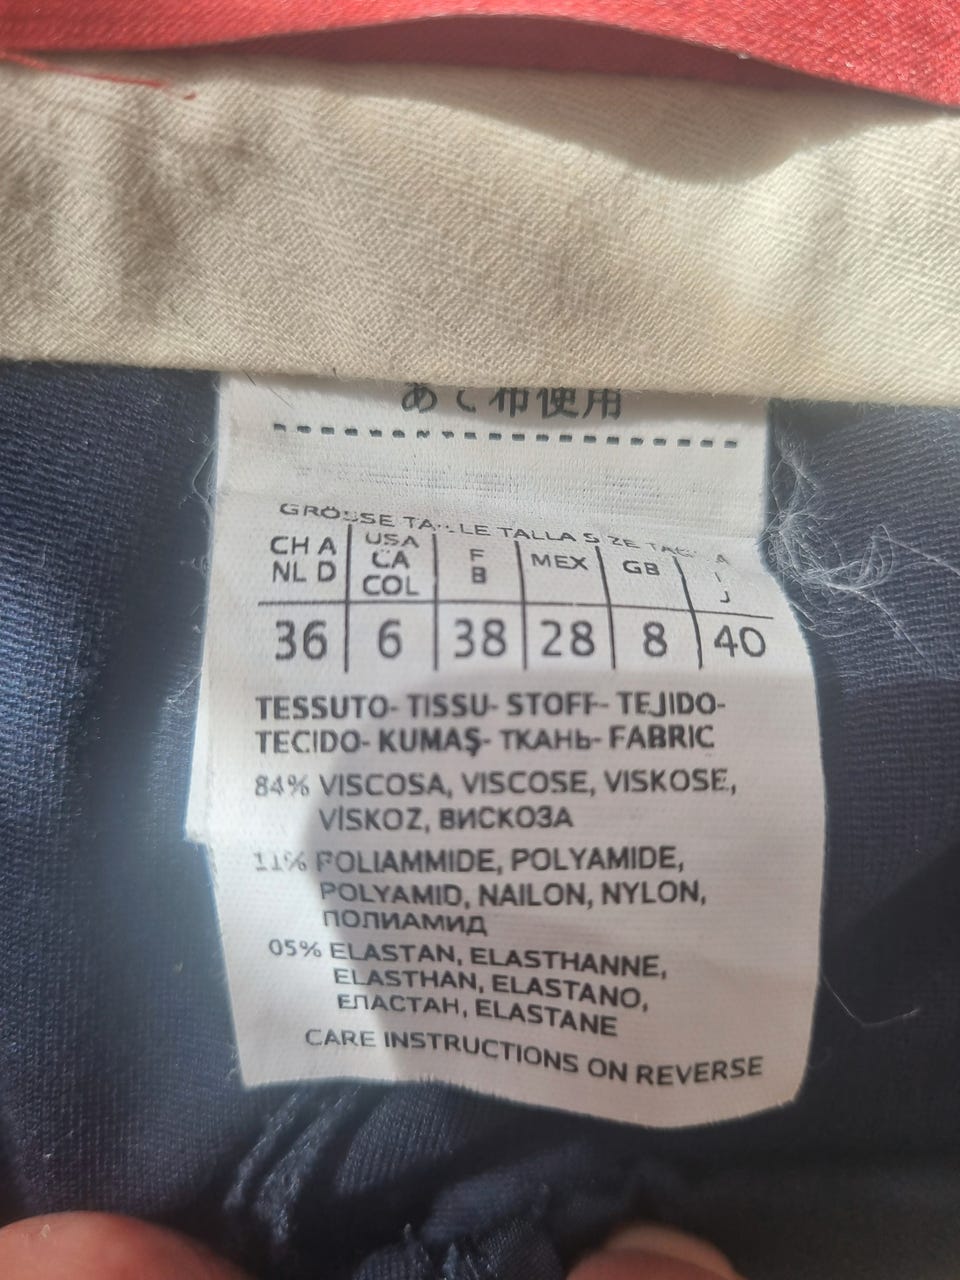 あて布使用
GRÖSSE TAILLE TALLA SIZE TAGLIA
CH A NL D USA CA COL F B MEX GB I J
36 6 38 28 8 40
TESSUTO- TISSU- STOFF- TEJIDO-
TECIDO- KUMAŞ- ТКАНЬ- FABRIC
84% VISCOSA, VISCOSE, VISKOSE,
VİSKOZ, ВИСКОЗА
11% POLIAMMIDE, POLYAMIDE,
POLYAMID, NAILON, NYLON,
ПОЛИАМИД
05% ELASTAN, ELASTHANNE,
ELASTHAN, ELASTANO,
ЕЛАСТАН, ELASTANE
CARE INSTRUCTIONS ON REVERSE